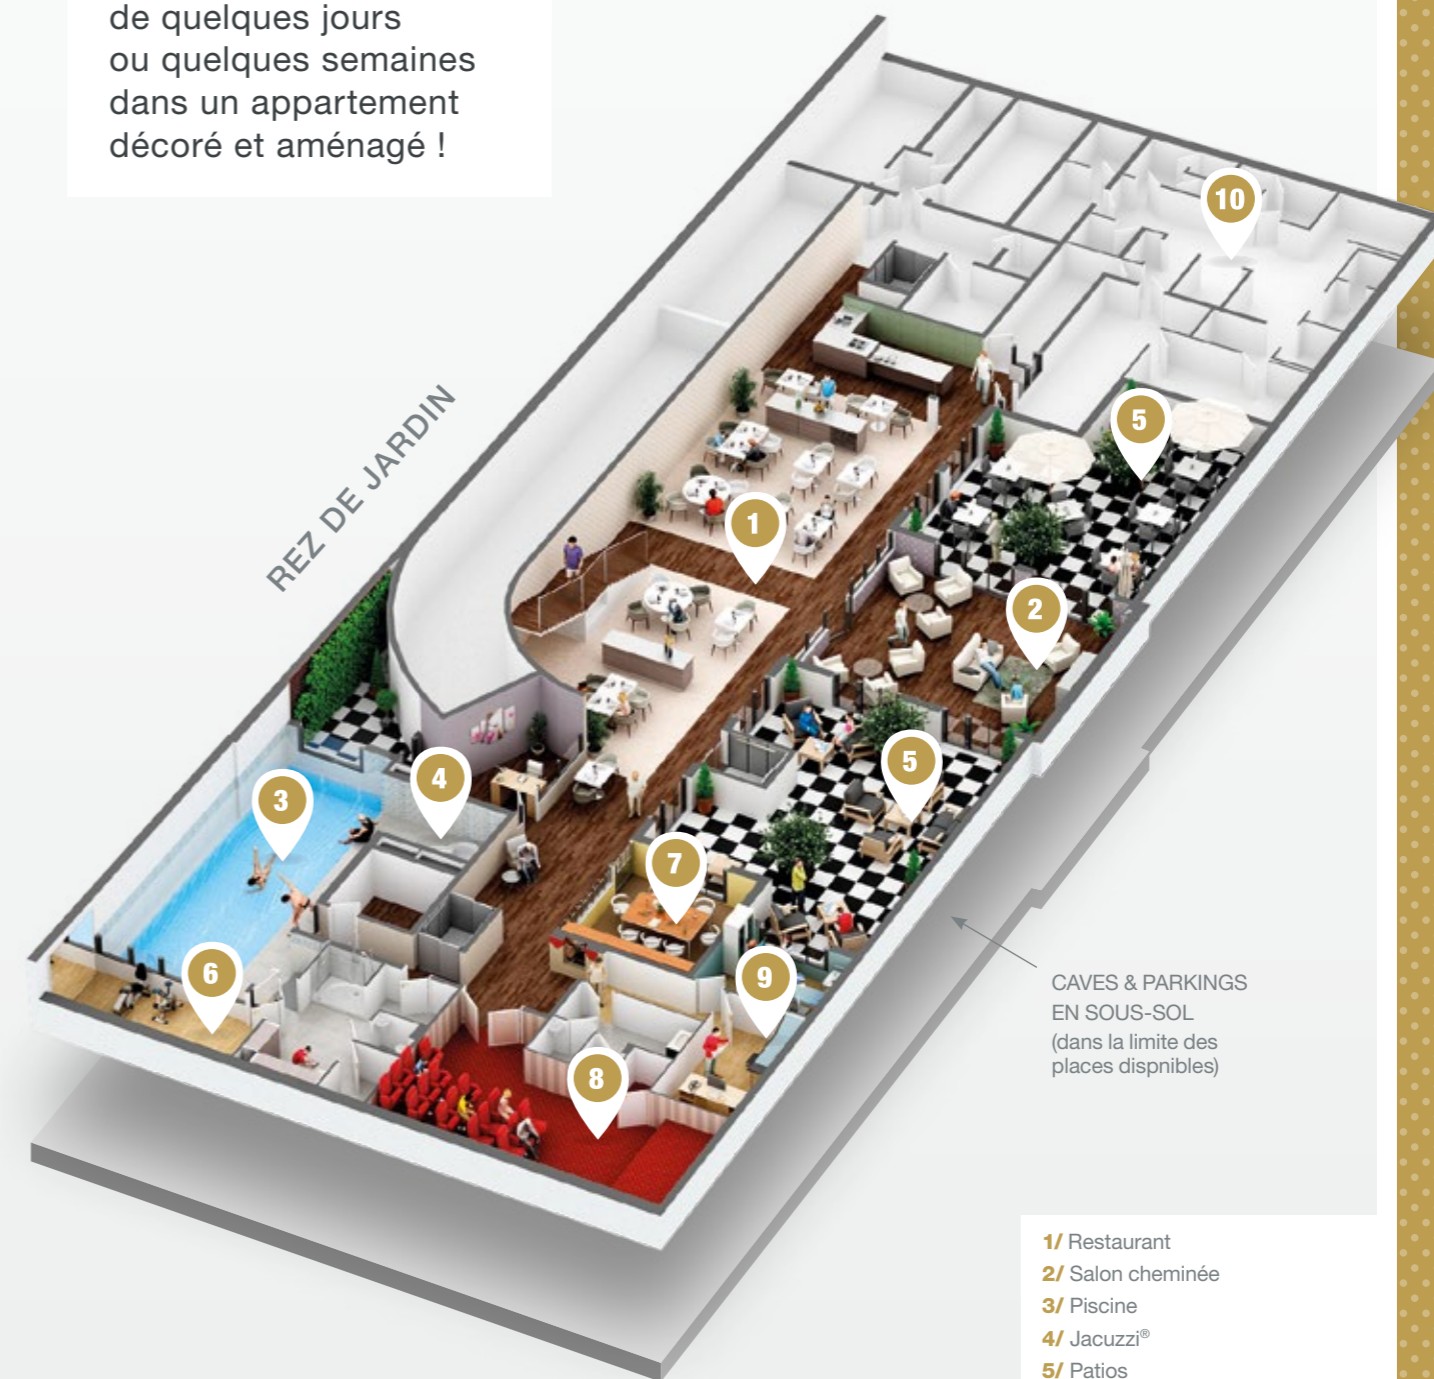 de quelques jours
ou quelques semaines
dans un appartement
décoré et aménagé !
10
5
REZ DE JARDIN
1
2
5
4
3
7
6
9
8
CAVES & PARKINGS
EN SOUS-SOL
(dans la limite des
places dispnibles)
1/ Restaurant
2/ Salon cheminée
3/ Piscine
4/ Jacuzzi®
5/ Patios